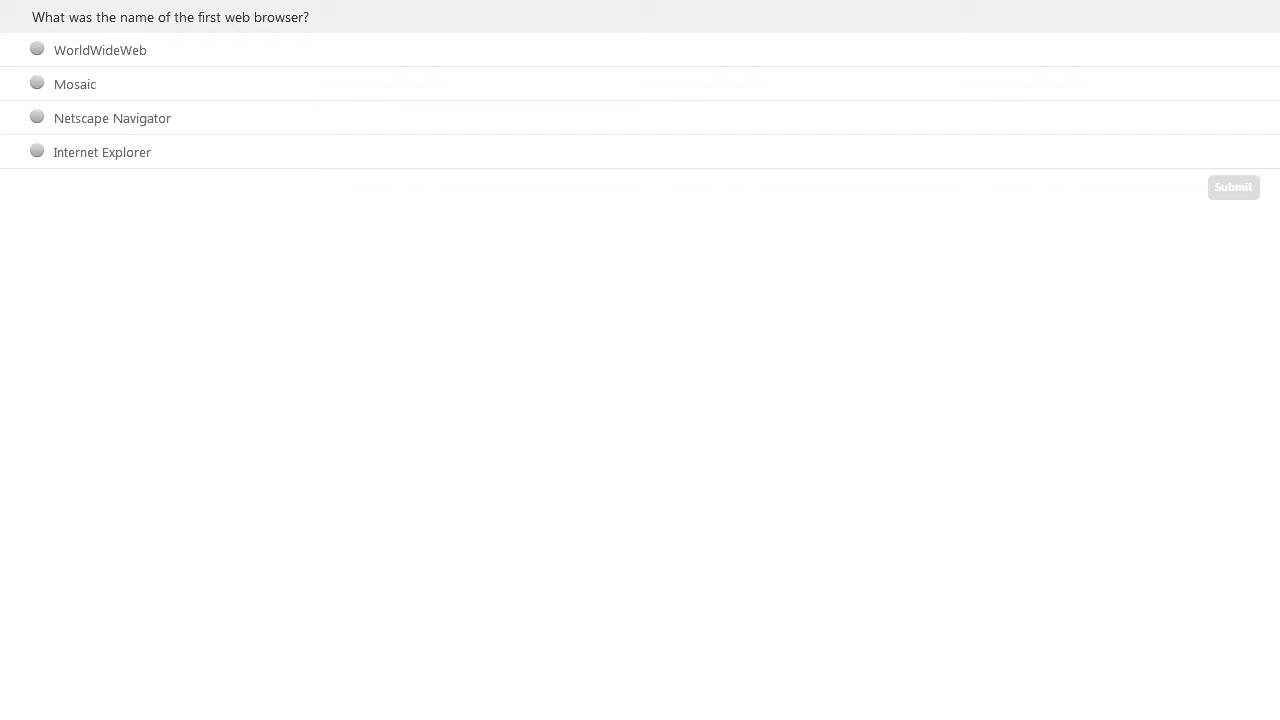 What was the name of the first web browser?
WorldWideWeb
Mosaic
Netscape Navigator
Internet Explorer
Submit